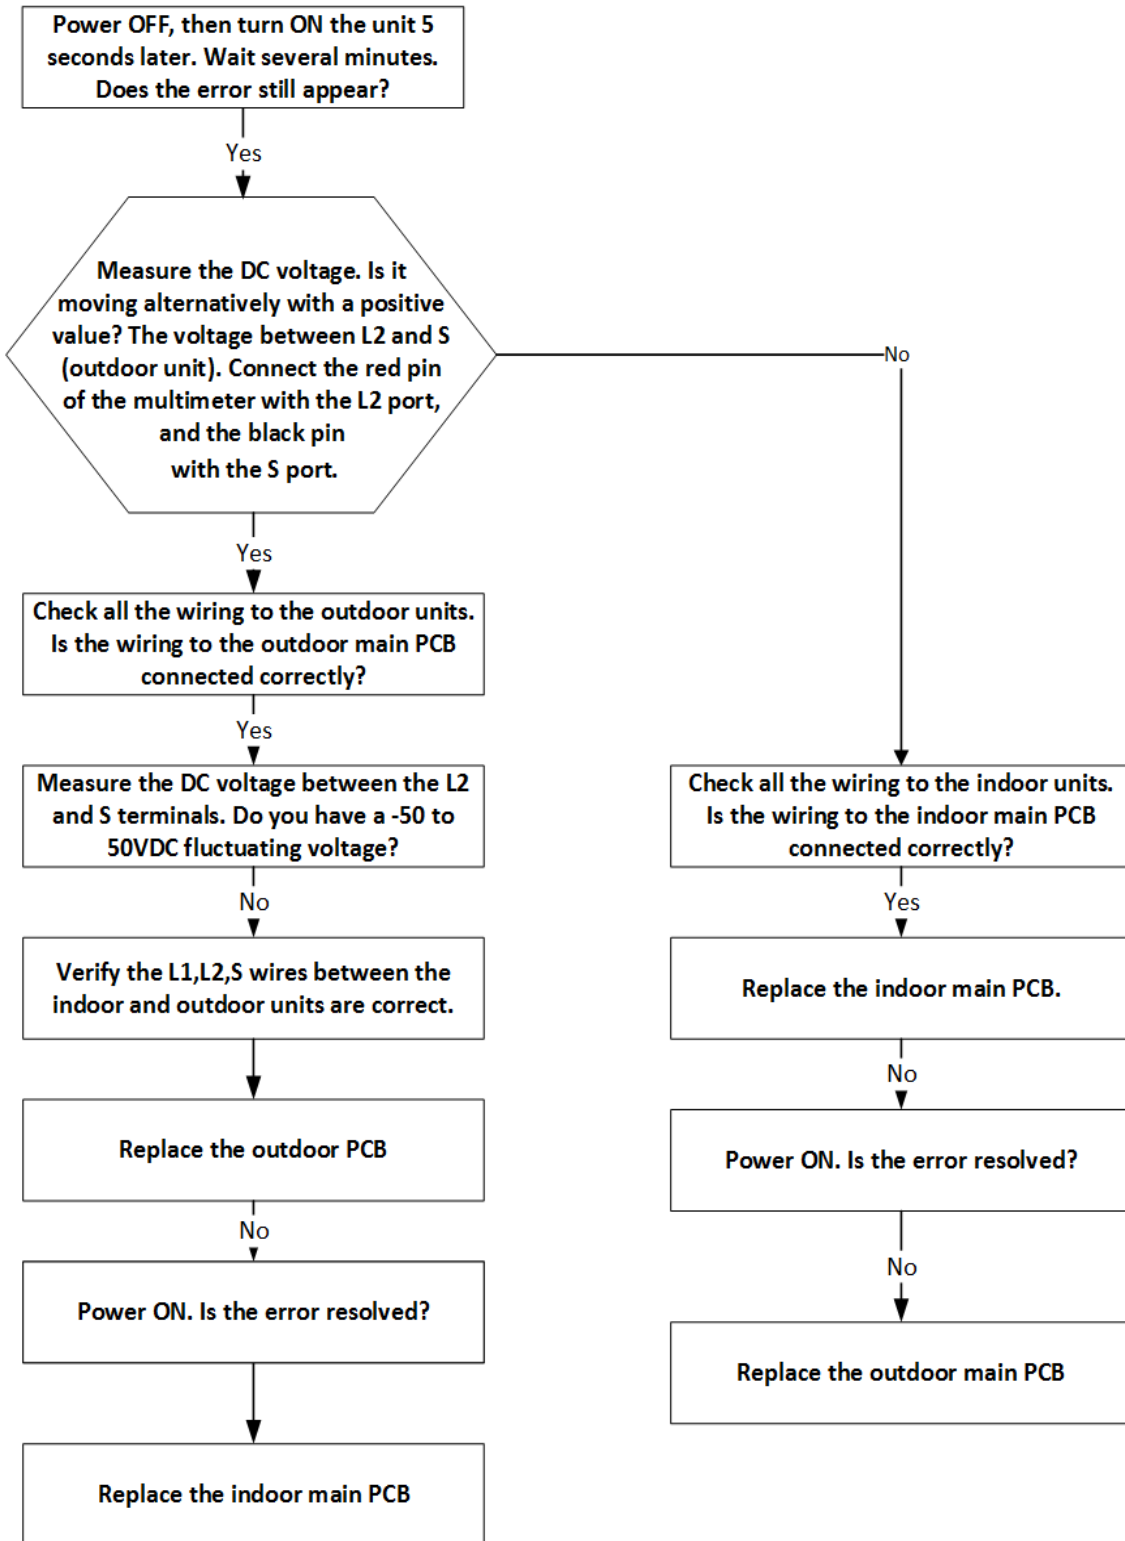 Power OFF, then turn ON the unit 5
seconds later. Wait several minutes.
Does the error still appear?
Yes
Measure the DC voltage. Is it
moving alternatively with a positive
value? The voltage between L2 and S
(outdoor unit). Connect the red pin
of the multimeter with the L2 port,
and the black pin
with the S port.
No
Yes
Check all the wiring to the outdoor units.
Is the wiring to the outdoor main PCB
connected correctly?
Yes
Measure the DC voltage between the L2
and S terminals. Do you have a -50 to
50VDC fluctuating voltage?
No
Verify the L1,L2,S wires between the
indoor and outdoor units are correct.
Replace the outdoor PCB
No
Power ON. Is the error resolved?
Replace the indoor main PCB
Check all the wiring to the indoor units.
Is the wiring to the indoor main PCB
connected correctly?
Yes
Replace the indoor main PCB.
No
Power ON. Is the error resolved?
No
Replace the outdoor main PCB